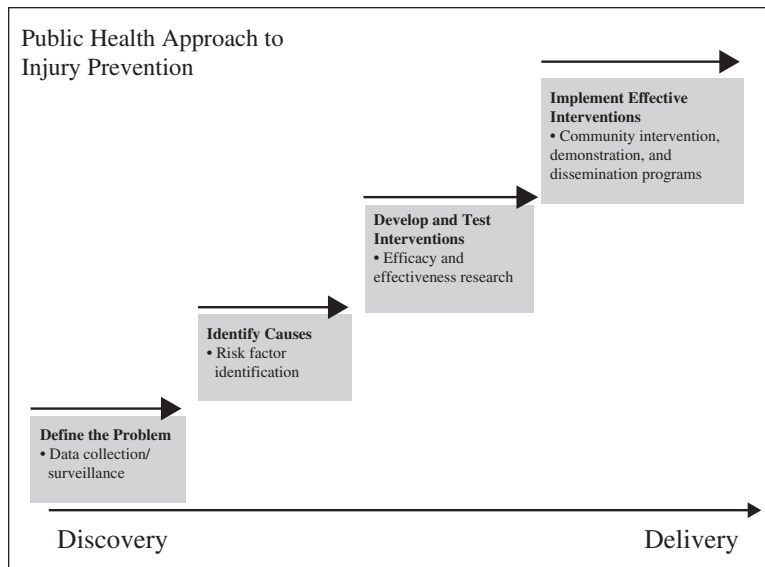 Public Health Approach to
Injury Prevention
Implement Effective
Interventions
• Community intervention,
demonstration, and
dissemination programs
Develop and Test
Interventions
• Efficacy and
effectiveness research
Identify Causes
• Risk factor
identification
Define the Problem
• Data collection/
surveillance
Discovery
Delivery